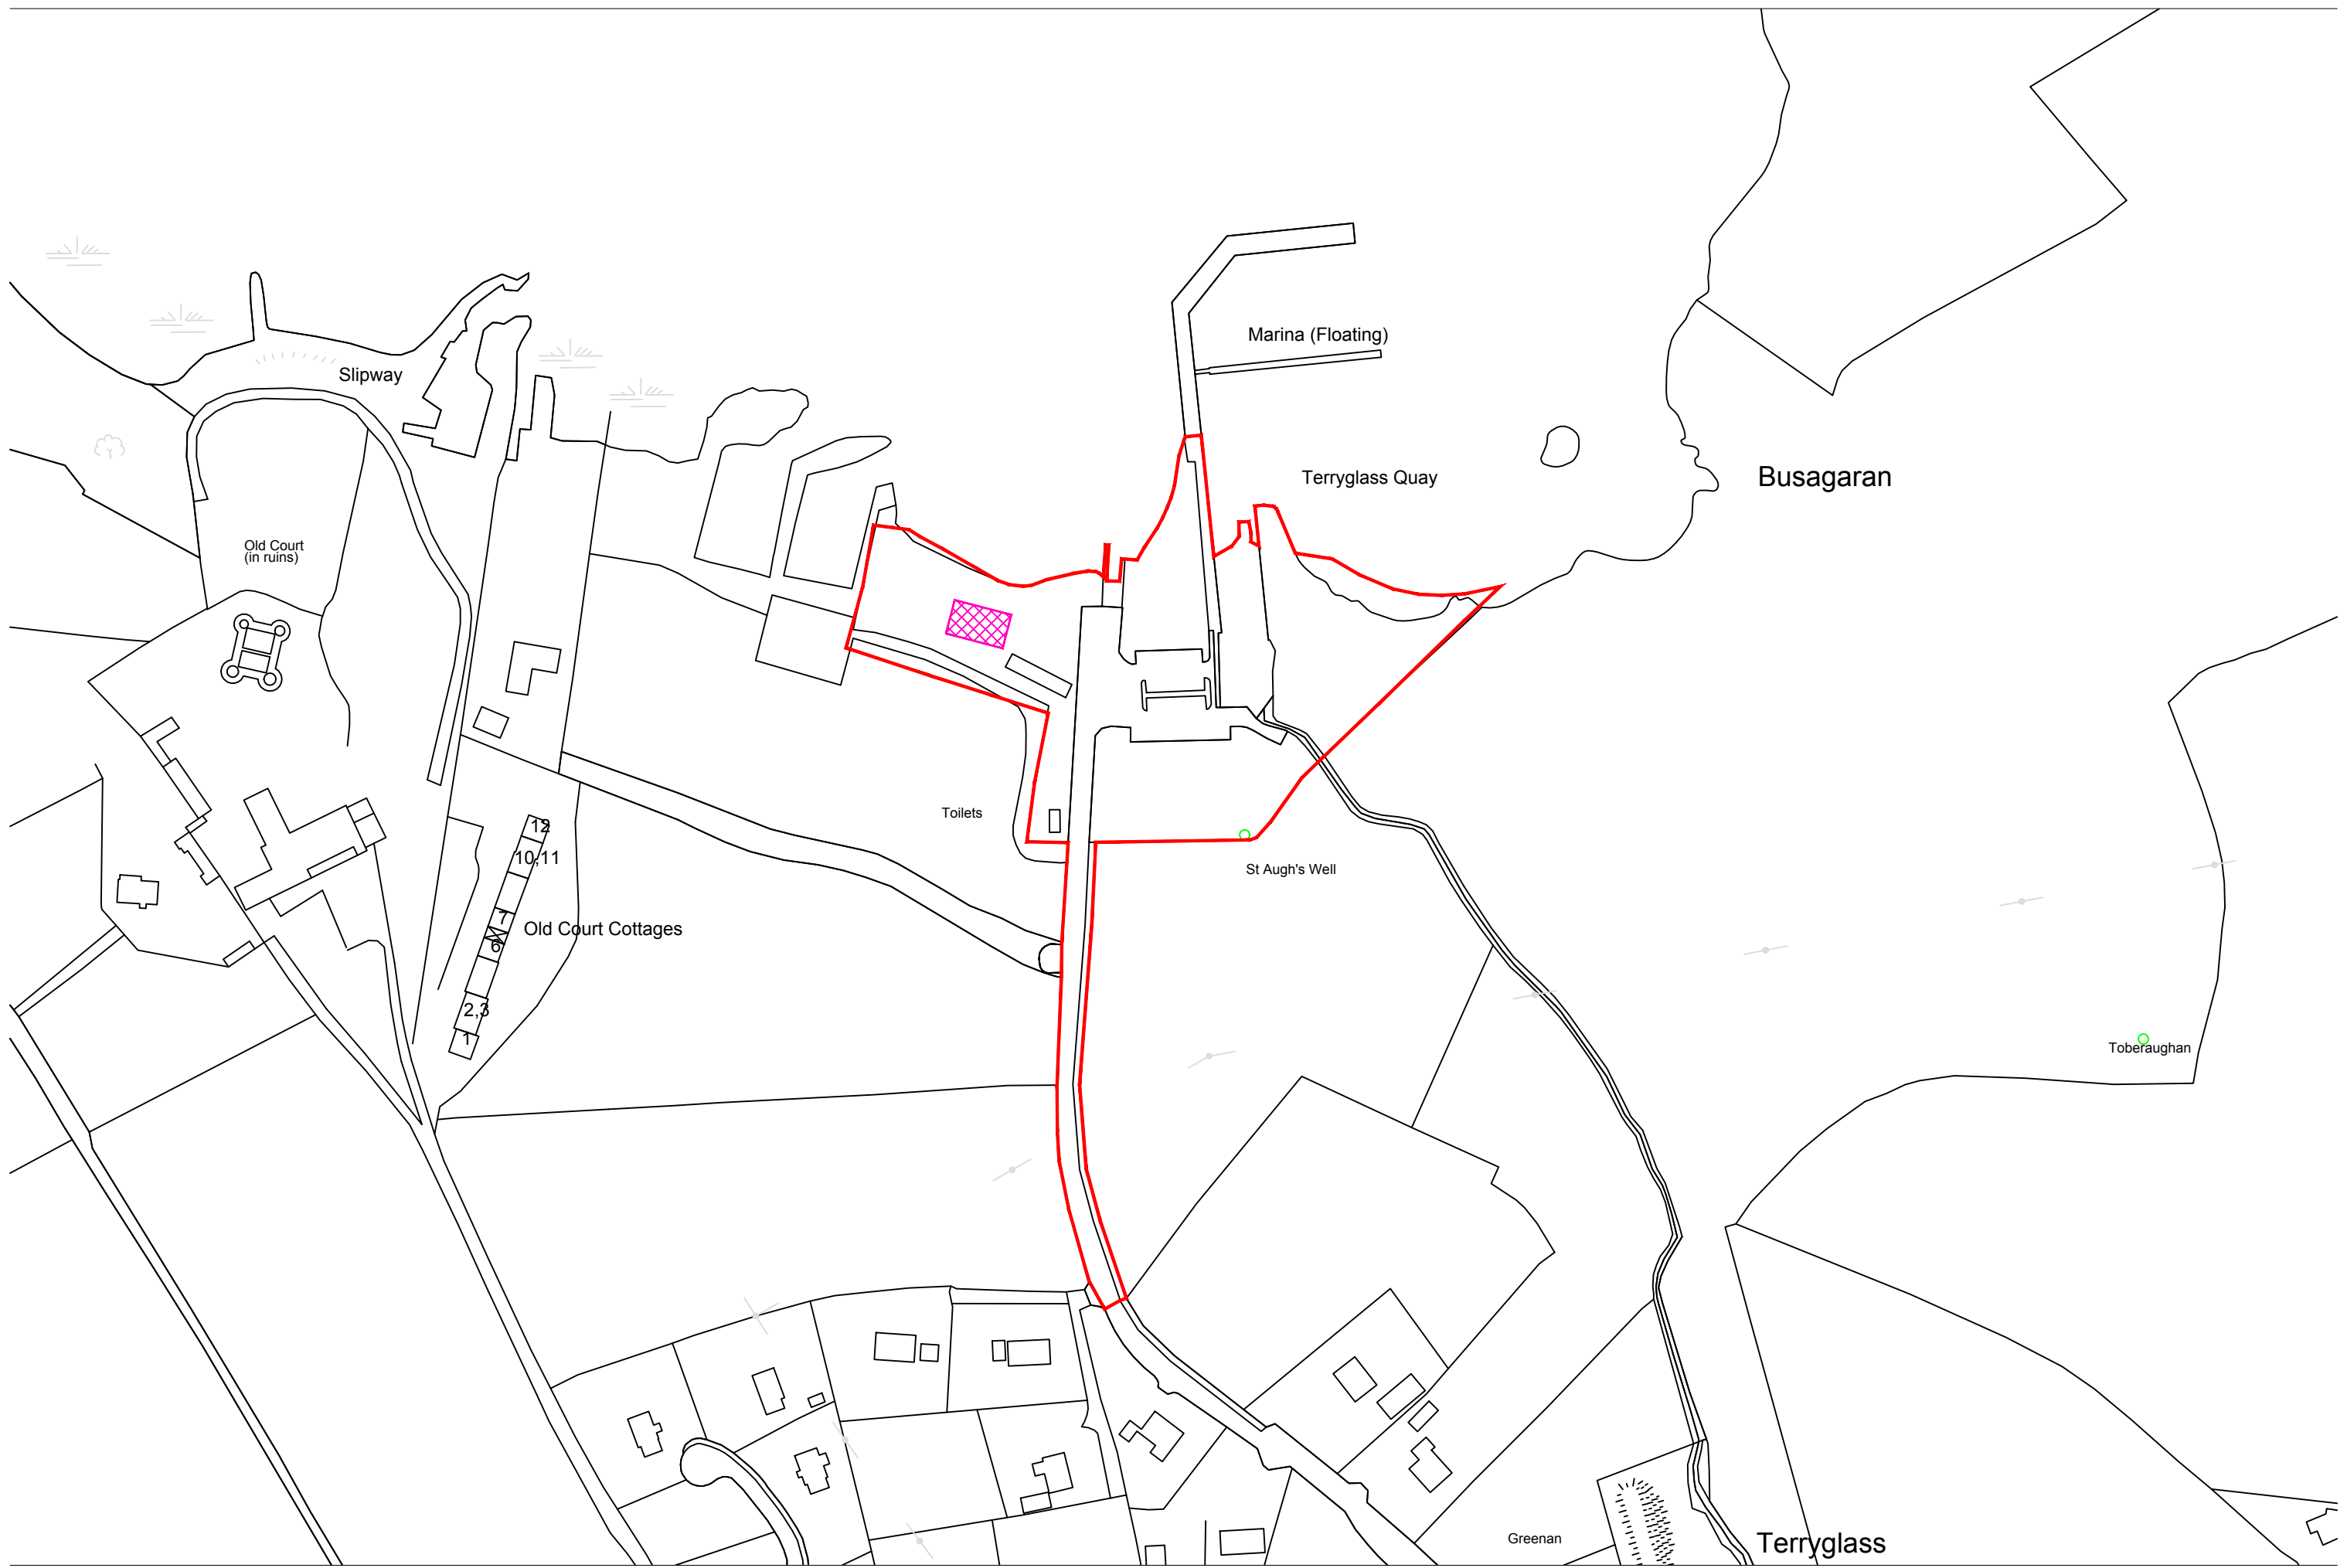 Marina (Floating)
Slipway
Terryglass Quay
Busagaran
Old Court
(in ruins)
Toilets
12
10,11
St Augh's Well
7
Old Court Cottages
6
2,3
1
Toberaughan
Greenan
Terryglass